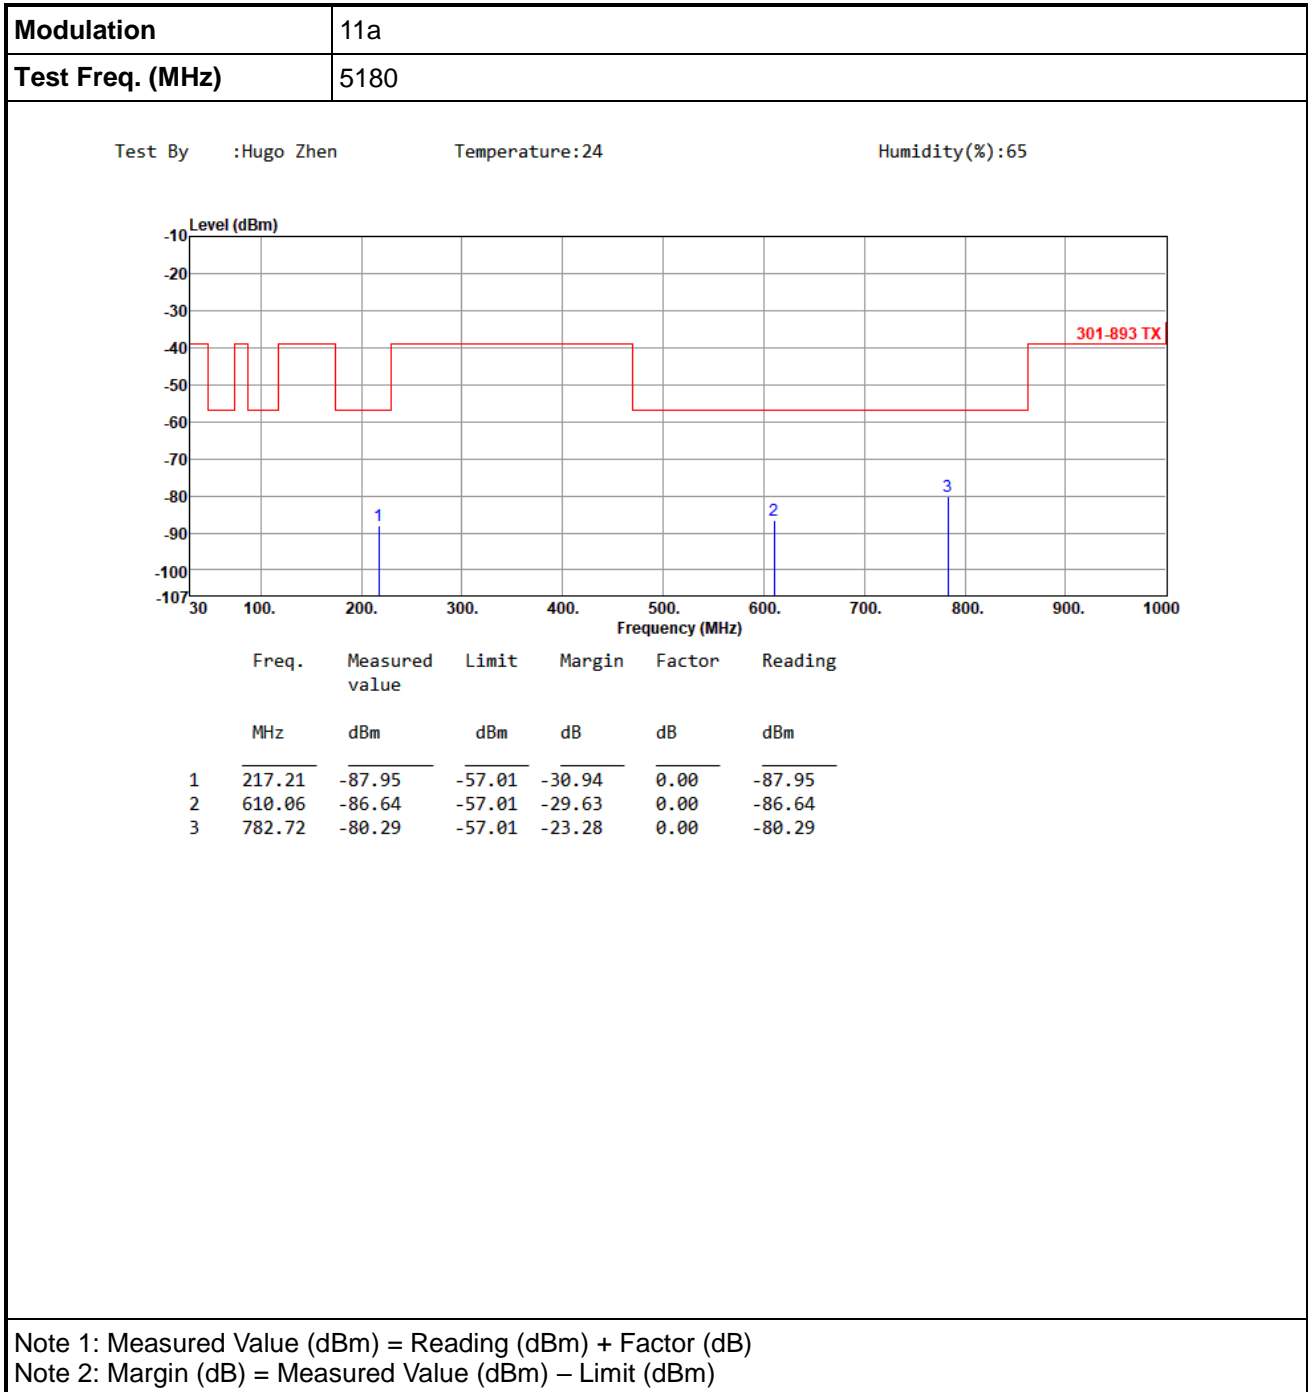 Modulation 11a
Test Freq. (MHz) 5180
Test By :Hugo Zhen Temperature:24 Humidity(%):65
Level (dBm)
-10
-20
-30
301-893 TX
-40
-50
-60
-70
-80
3
2
1
-90
-100
-107
30 100. 200. 300. 400. 500. 600. 700. 800. 900. 1000
Frequency (MHz)
Freq. Measured Limit Margin Factor Reading
value
MHz dBm dBm dB dB dBm
1 217.21 -87.95 -57.01 -30.94 0.00 -87.95
2 610.06 -86.64 -57.01 -29.63 0.00 -86.64
3 782.72 -80.29 -57.01 -23.28 0.00 -80.29
Note 1: Measured Value (dBm) = Reading (dBm) + Factor (dB)
Note 2: Margin (dB) = Measured Value (dBm) – Limit (dBm)